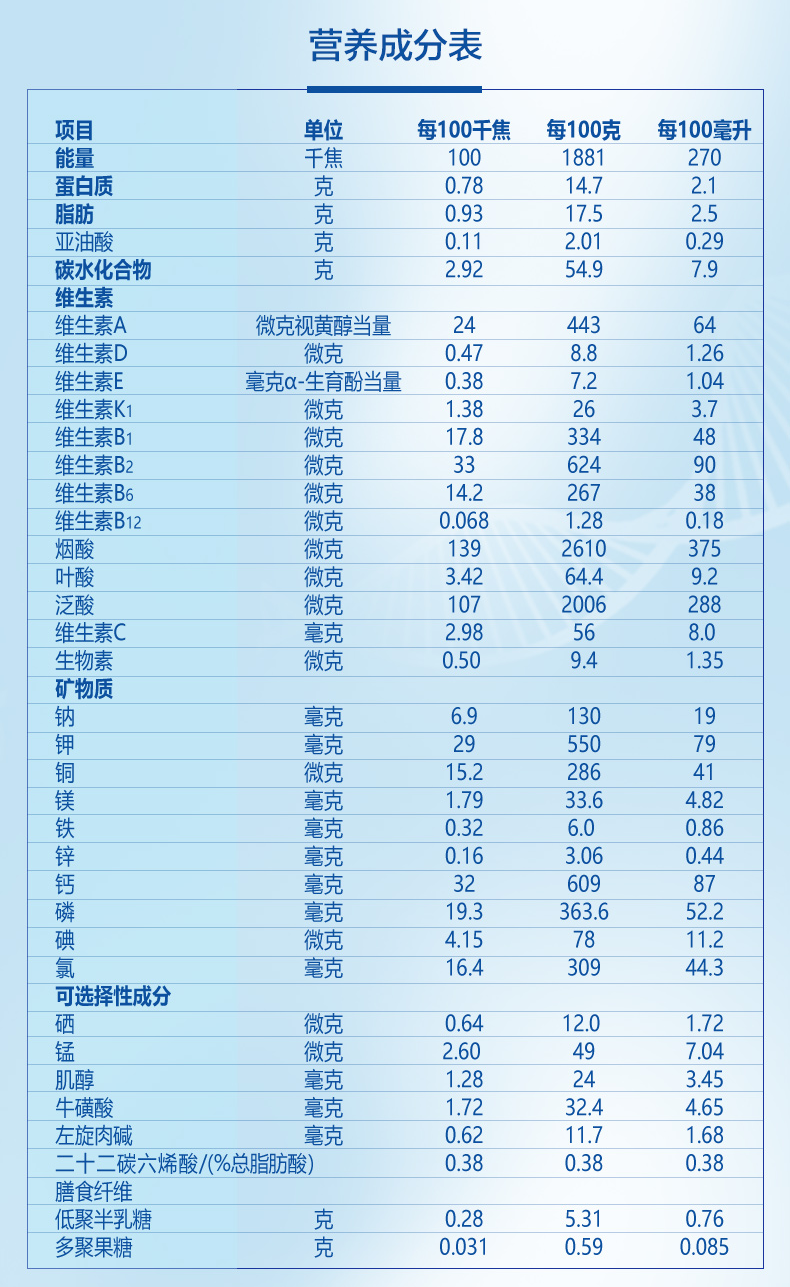 营养成分表
项目 单位 每100千焦 每100克 每100毫升
能量 千焦 100 1881 270
蛋白质 克 0.78 14.7 2.1
脂肪 克 0.93 17.5 2.5
亚油酸 克 0.11 2.01 0.29
碳水化合物 克 2.92 54.9 7.9
维生素
维生素A 微克视黄醇当量 24 443 64
维生素D 微克 0.47 8.8 1.26
维生素E 毫克α-生育酚当量 0.38 7.2 1.04
维生素K1 微克 1.38 26 3.7
维生素B1 微克 17.8 334 48
维生素B2 微克 33 624 90
维生素B6 微克 14.2 267 38
维生素B12 微克 0.068 1.28 0.18
烟酸 微克 139 2610 375
叶酸 微克 3.42 64.4 9.2
泛酸 微克 107 2006 288
维生素C 毫克 2.98 56 8.0
生物素 微克 0.50 9.4 1.35
矿物质
钠 毫克 6.9 130 19
钾 毫克 29 550 79
铜 微克 15.2 286 41
镁 毫克 1.79 33.6 4.82
铁 毫克 0.32 6.0 0.86
锌 毫克 0.16 3.06 0.44
钙 毫克 32 609 87
磷 毫克 19.3 363.6 52.2
碘 微克 4.15 78 11.2
氯 毫克 16.4 309 44.3
可选择性成分
硒 微克 0.64 12.0 1.72
锰 微克 2.60 49 7.04
肌醇 毫克 1.28 24 3.45
牛磺酸 毫克 1.72 32.4 4.65
左旋肉碱 毫克 0.62 11.7 1.68
二十二碳六烯酸/(%总脂肪酸) 0.38 0.38 0.38
膳食纤维
低聚半乳糖 克 0.28 5.31 0.76
多聚果糖 克 0.031 0.59 0.085